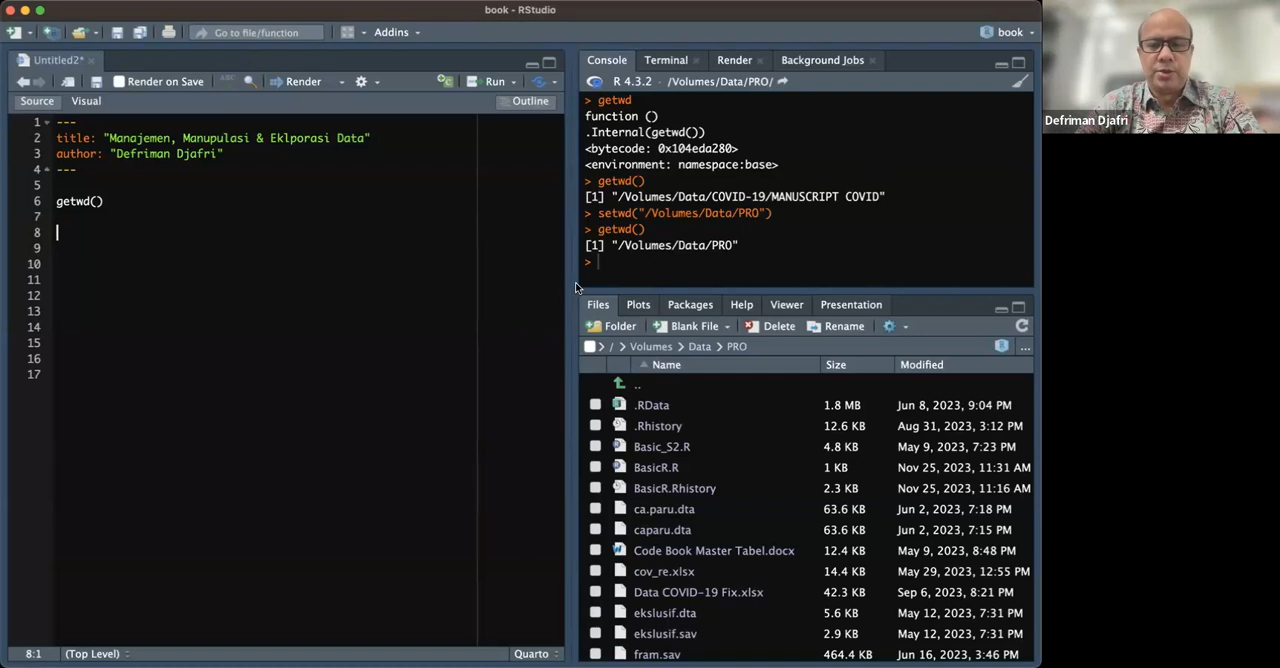 book - RStudio
Go to file/function
Addins
book
Untitled2*
Render on Save
ABC
Render
Run
Source
Visual
Outline
1 ---
2 title: "Manajemen, Manupulasi & Eklporasi Data"
3 author: "Defriman Djafri"
4 ---
5
6 getwd()
7
8
9
10
11
12
13
14
15
16
17
8:1
(Top Level)
Quarto
Console
Terminal
Render
Background Jobs
R 4.3.2 · /Volumes/Data/PRO/
> getwd
function ()
.Internal(getwd())
<bytecode: 0x104eda280>
<environment: namespace:base>
> getwd()
[1] "/Volumes/Data/COVID-19/MANUSCRIPT COVID"
> setwd("/Volumes/Data/PRO")
> getwd()
[1] "/Volumes/Data/PRO"
>
Files
Plots
Packages
Help
Viewer
Presentation
Folder
Blank File
Delete
Rename
/ > Volumes > Data > PRO
...
Name Size Modified
..
.RData 1.8 MB Jun 8, 2023, 9:04 PM
.Rhistory 12.6 KB Aug 31, 2023, 3:12 PM
Basic_S2.R 4.8 KB May 9, 2023, 7:23 PM
BasicR.R 1 KB Nov 25, 2023, 11:31 AM
BasicR.Rhistory 2.3 KB Nov 25, 2023, 11:16 AM
ca.paru.dta 63.6 KB Jun 2, 2023, 7:18 PM
caparu.dta 63.6 KB Jun 2, 2023, 7:15 PM
Code Book Master Tabel.docx 12.4 KB May 9, 2023, 8:48 PM
cov_re.xlsx 14.4 KB May 29, 2023, 12:55 PM
Data COVID-19 Fix.xlsx 42.3 KB Sep 6, 2023, 8:21 PM
ekslusif.dta 5.6 KB May 12, 2023, 7:31 PM
ekslusif.sav 2.9 KB May 12, 2023, 7:31 PM
fram.sav 464.4 KB Jun 16, 2023, 3:46 PM
Defriman Djafri